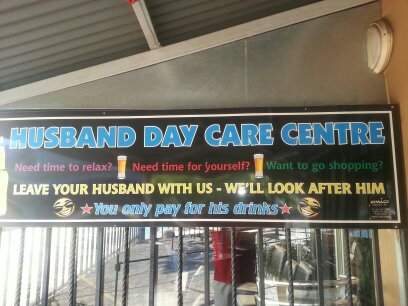 HUSBAND DAY CARE CENTRE
Need time to relax? Need time for yourself? Want to go shopping?
LEAVE YOUR HUSBAND WITH US - WE'LL LOOK AFTER HIM
You only pay for his drinks